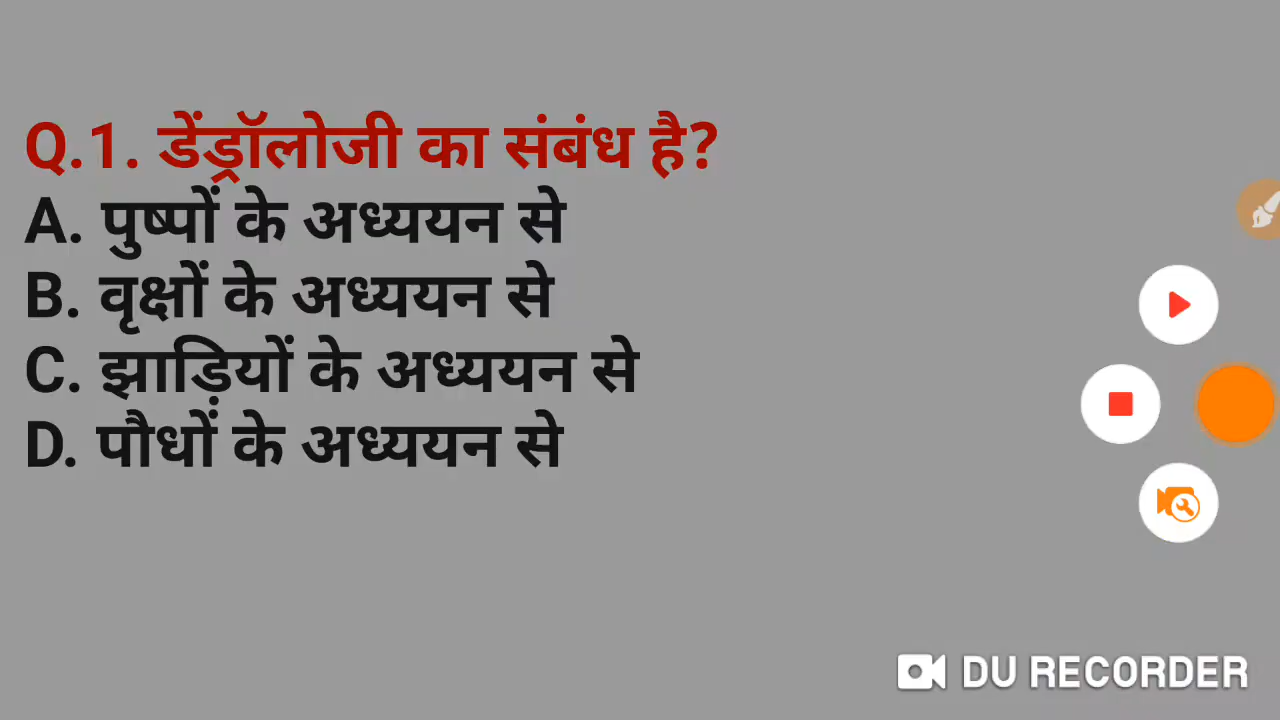 Q.1. डेंड्रॉलोजी का संबंध है?
A. पुष्पों के अध्ययन से
B. वृक्षों के अध्ययन से
C. झाड़ियों के अध्ययन से
D. पौधों के अध्ययन से
DU RECORDER